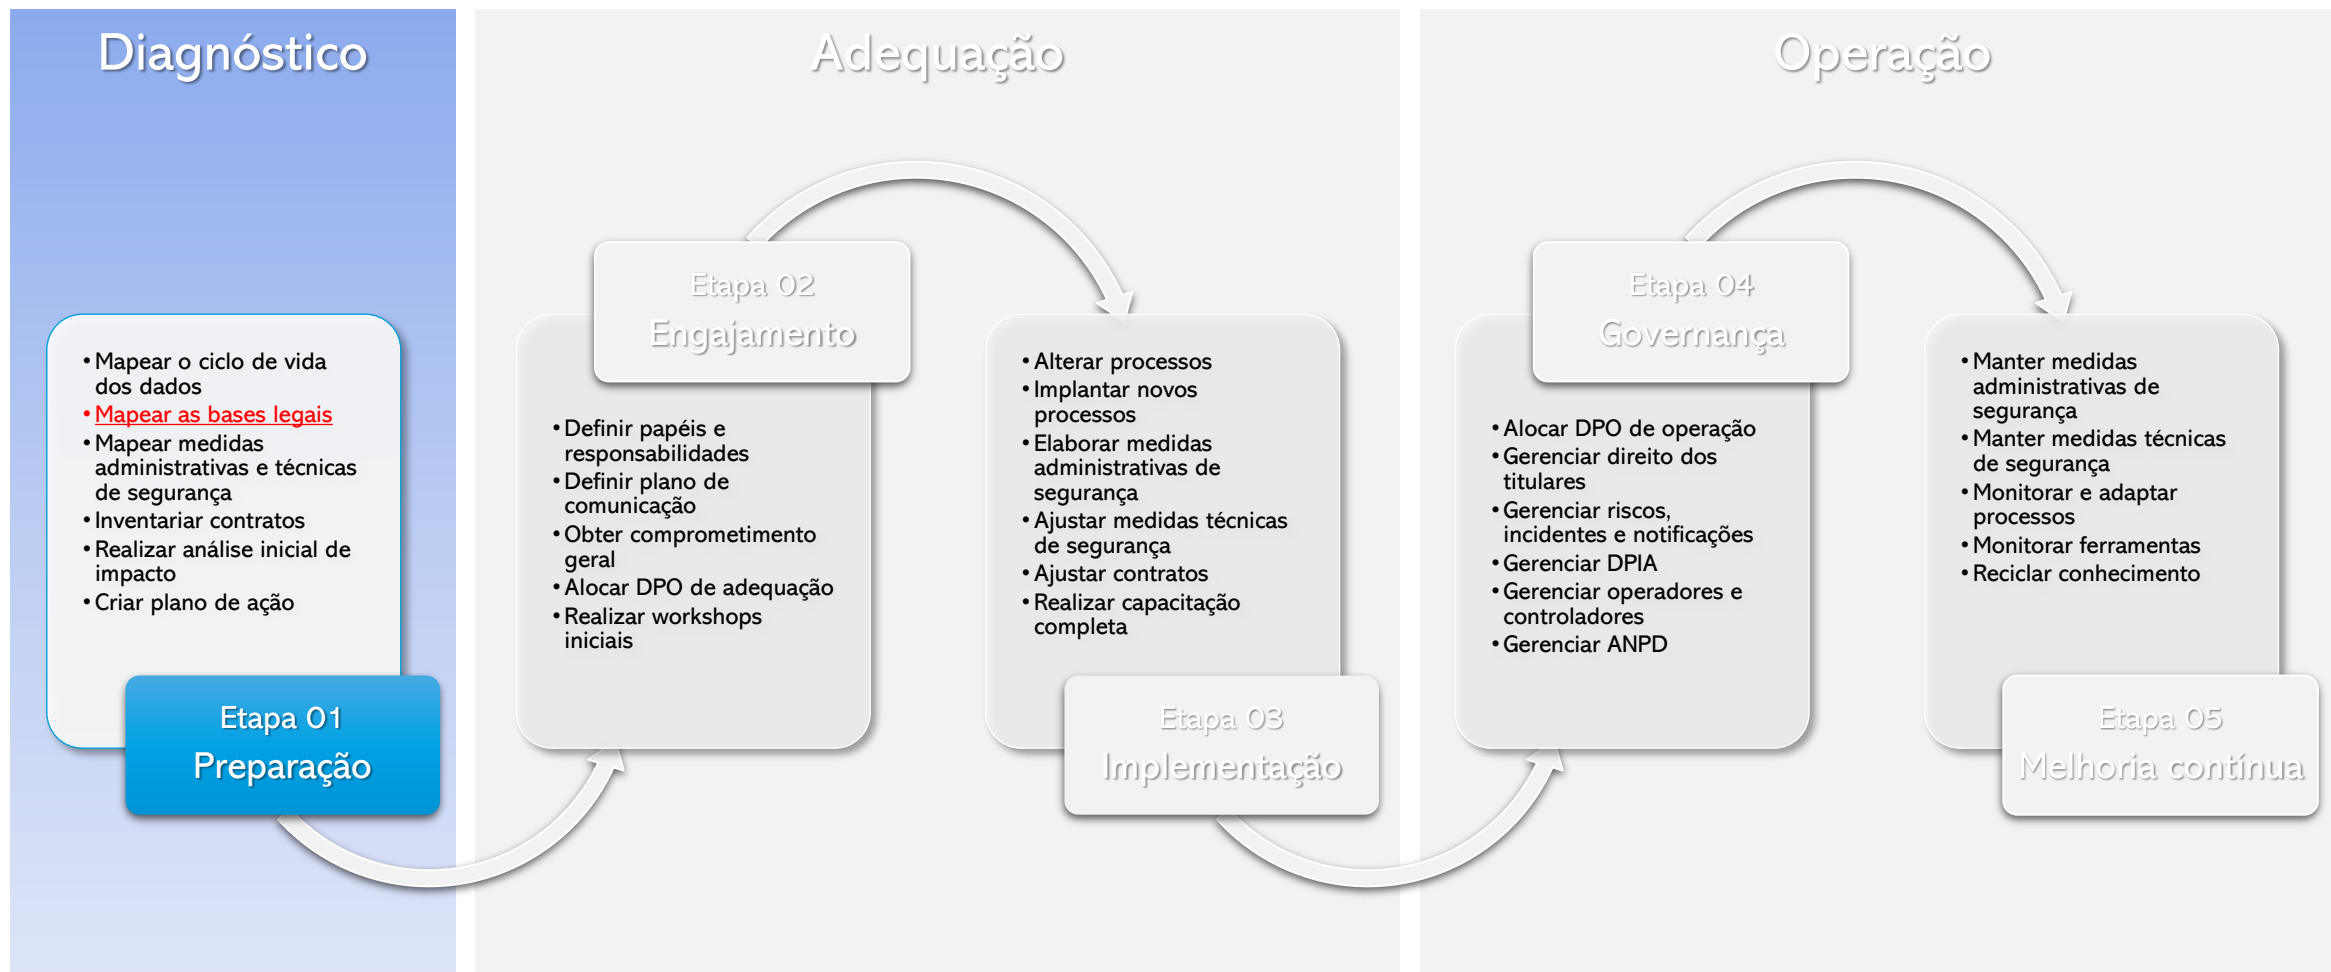 Diagnóstico
• Mapear o ciclo de vida
dos dados
• Mapear as bases legais
• Mapear medidas
administrativas e técnicas
de segurança
• Inventariar contratos
• Realizar análise inicial de
impacto
• Criar plano de ação
Etapa 01
Preparação
Adequação
Etapa 02
Engajamento
• Definir papéis e
responsabilidades
• Definir plano de
comunicação
• Obter comprometimento
geral
• Alocar DPO de adequação
• Realizar workshops
iniciais
• Alterar processos
• Implantar novos
processos
• Elaborar medidas
administrativas de
segurança
• Ajustar medidas técnicas
de segurança
• Ajustar contratos
• Realizar capacitação
completa
Etapa 03
Implementação
Operação
Etapa 04
Governança
• Alocar DPO de operação
• Gerenciar direito dos
titulares
• Gerenciar riscos,
incidentes e notificações
• Gerenciar DPIA
• Gerenciar operadores e
controladores
• Gerenciar ANPD
• Manter medidas
administrativas de
segurança
• Manter medidas técnicas
de segurança
• Monitorar e adaptar
processos
• Monitorar ferramentas
• Reciclar conhecimento
Etapa 05
Melhoria contínua